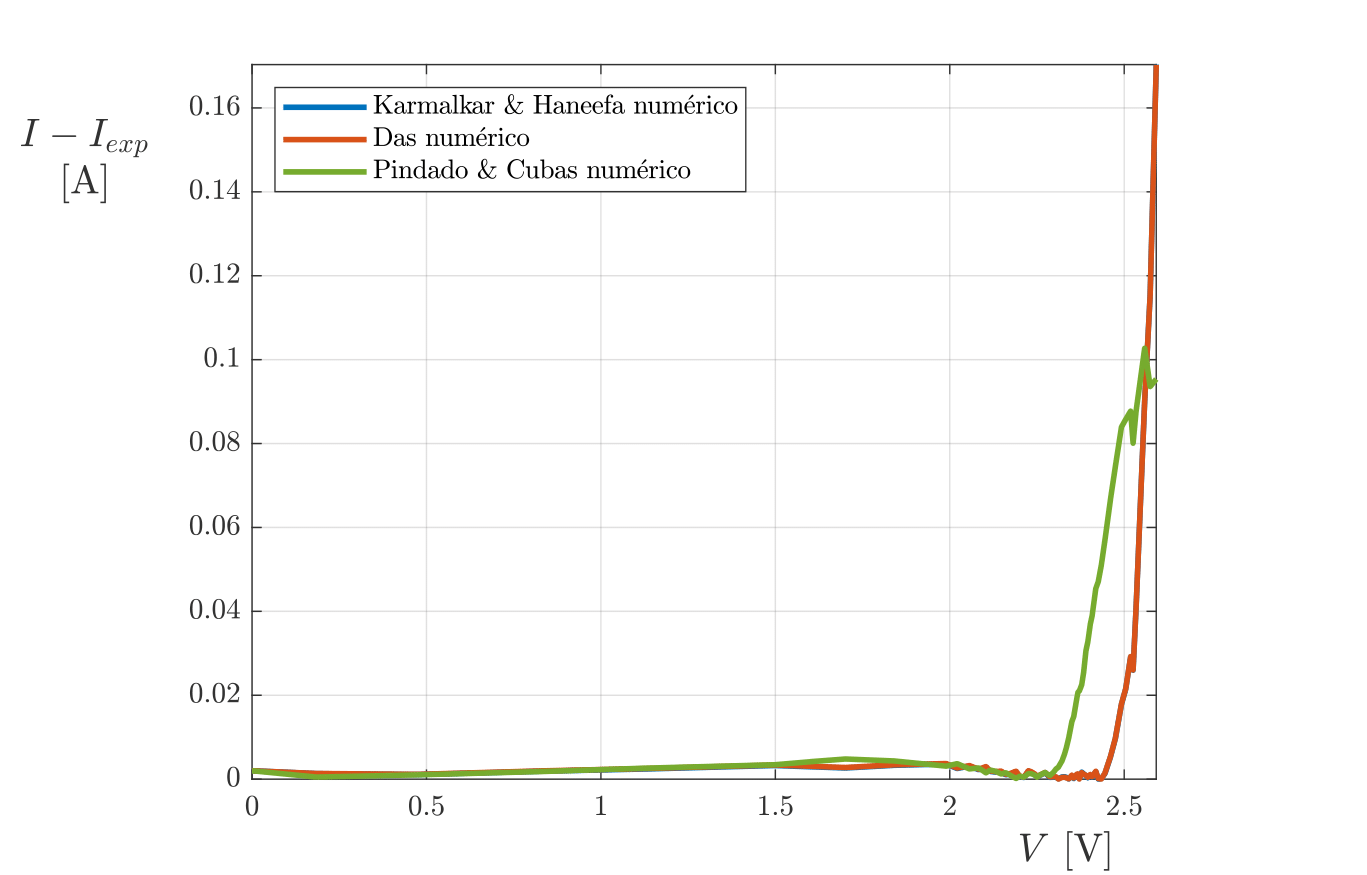 I − I_exp
[A]
Karmalkar & Haneefa numérico
Das numérico
Pindado & Cubas numérico
0.16
0.14
0.12
0.1
0.08
0.06
0.04
0.02
0
0 0.5 1 1.5 2 2.5
V [V]